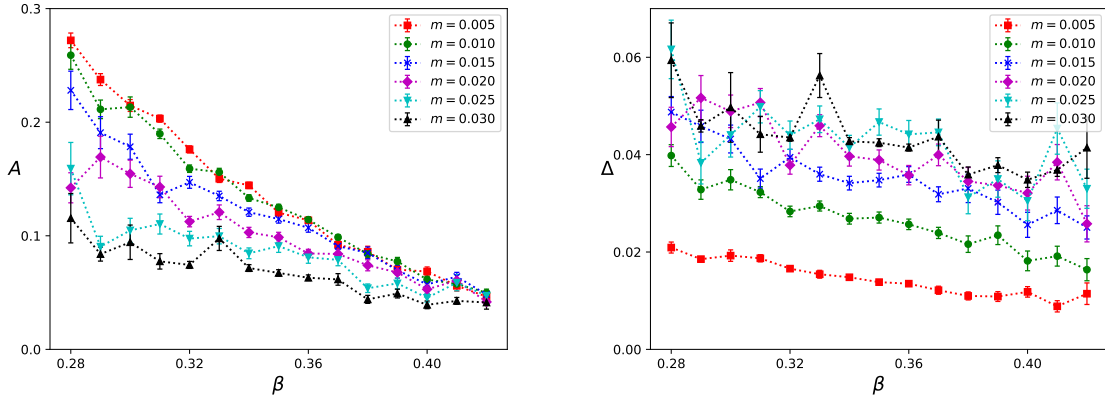 0.3
0.2
0.1
0.0
A
0.28
0.32
0.36
0.40
β
m = 0.005
m = 0.010
m = 0.015
m = 0.020
m = 0.025
m = 0.030
0.06
0.04
0.02
0.00
Δ
0.28
0.32
0.36
0.40
β
m = 0.005
m = 0.010
m = 0.015
m = 0.020
m = 0.025
m = 0.030